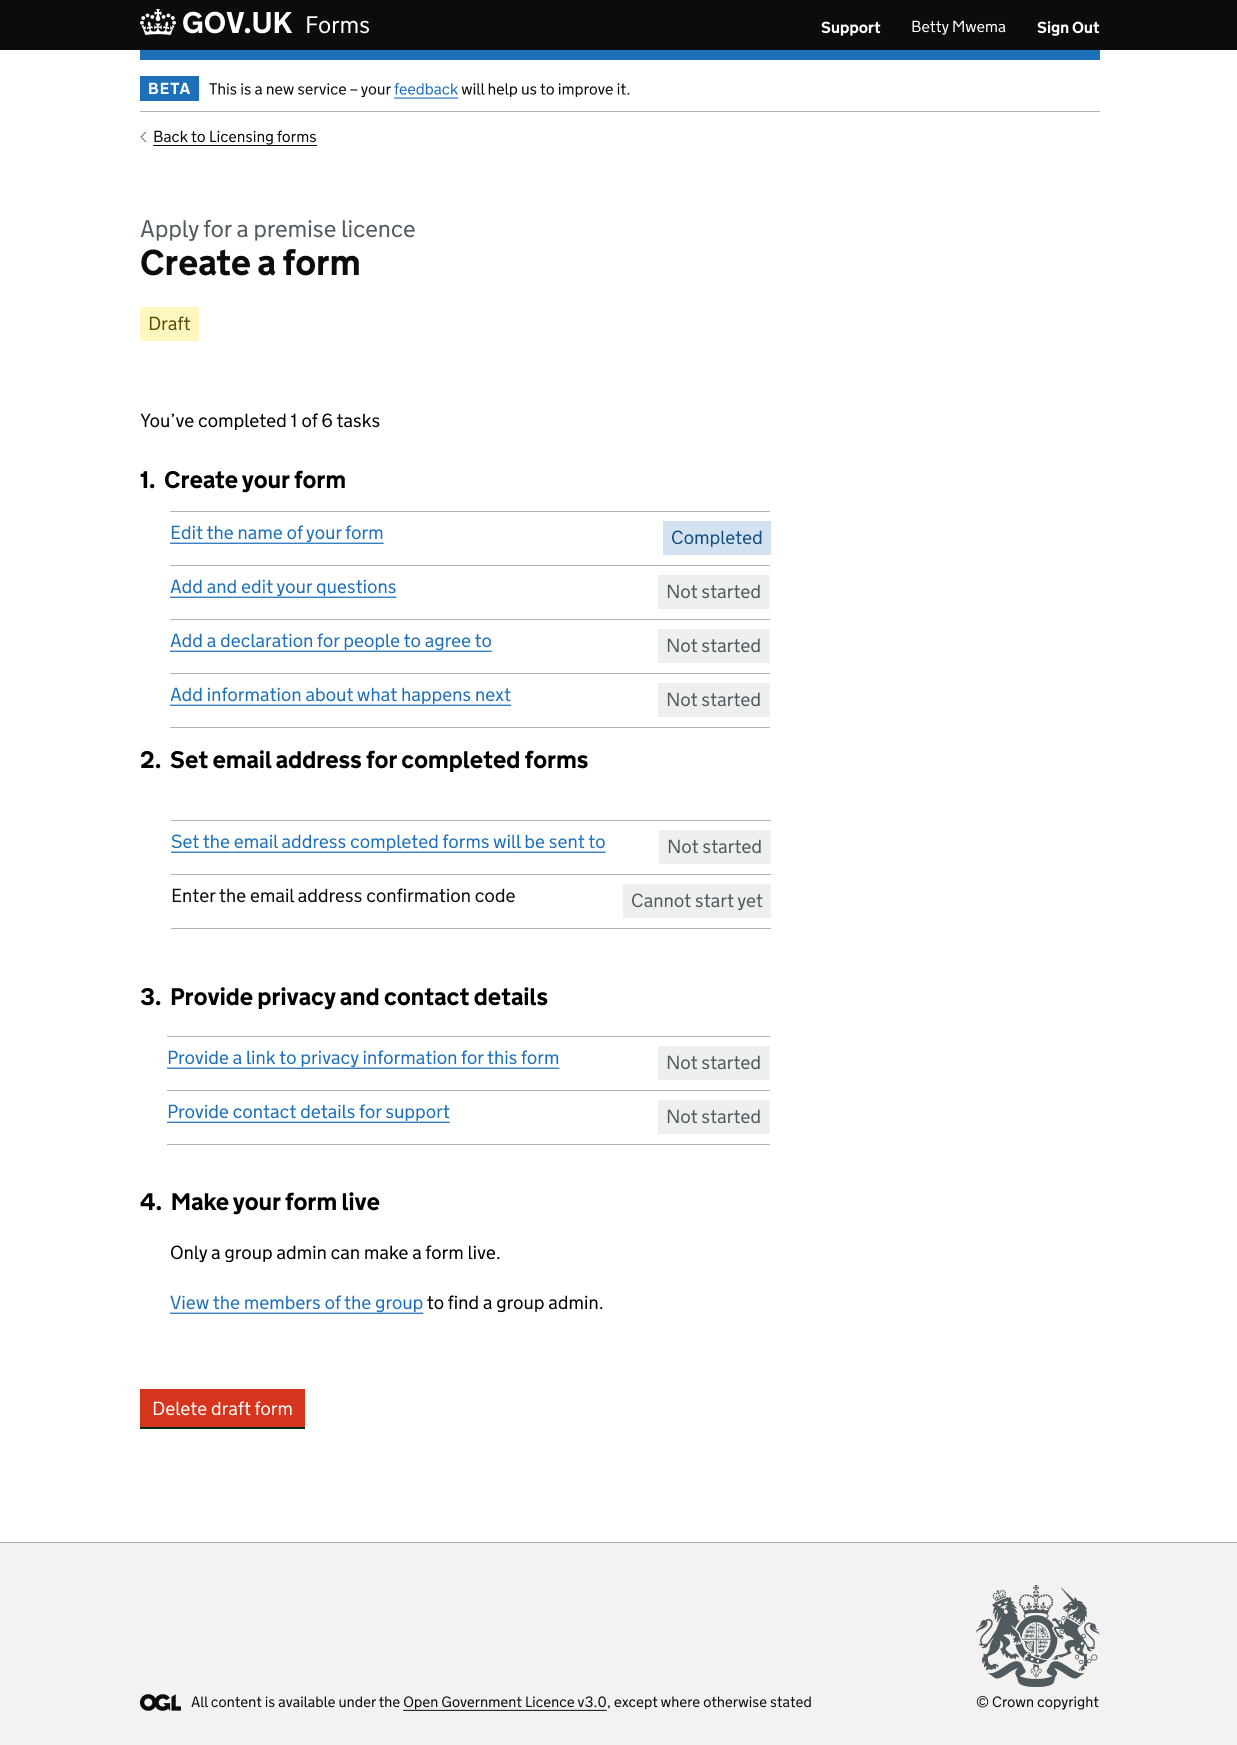 GOV.UK Forms Support Betty Mwema Sign Out
BETA This is a new service – your feedback will help us to improve it.
Back to Licensing forms
Apply for a premise licence
Create a form
Draft
You’ve completed 1 of 6 tasks
1. Create your form
Edit the name of your form Completed
Add and edit your questions Not started
Add a declaration for people to agree to Not started
Add information about what happens next Not started
2. Set email address for completed forms
Set the email address completed forms will be sent to Not started
Enter the email address confirmation code Cannot start yet
3. Provide privacy and contact details
Provide a link to privacy information for this form Not started
Provide contact details for support Not started
4. Make your form live
Only a group admin can make a form live.
View the members of the group to find a group admin.
Delete draft form
OGL All content is available under the Open Government Licence v3.0, except where otherwise stated © Crown copyright